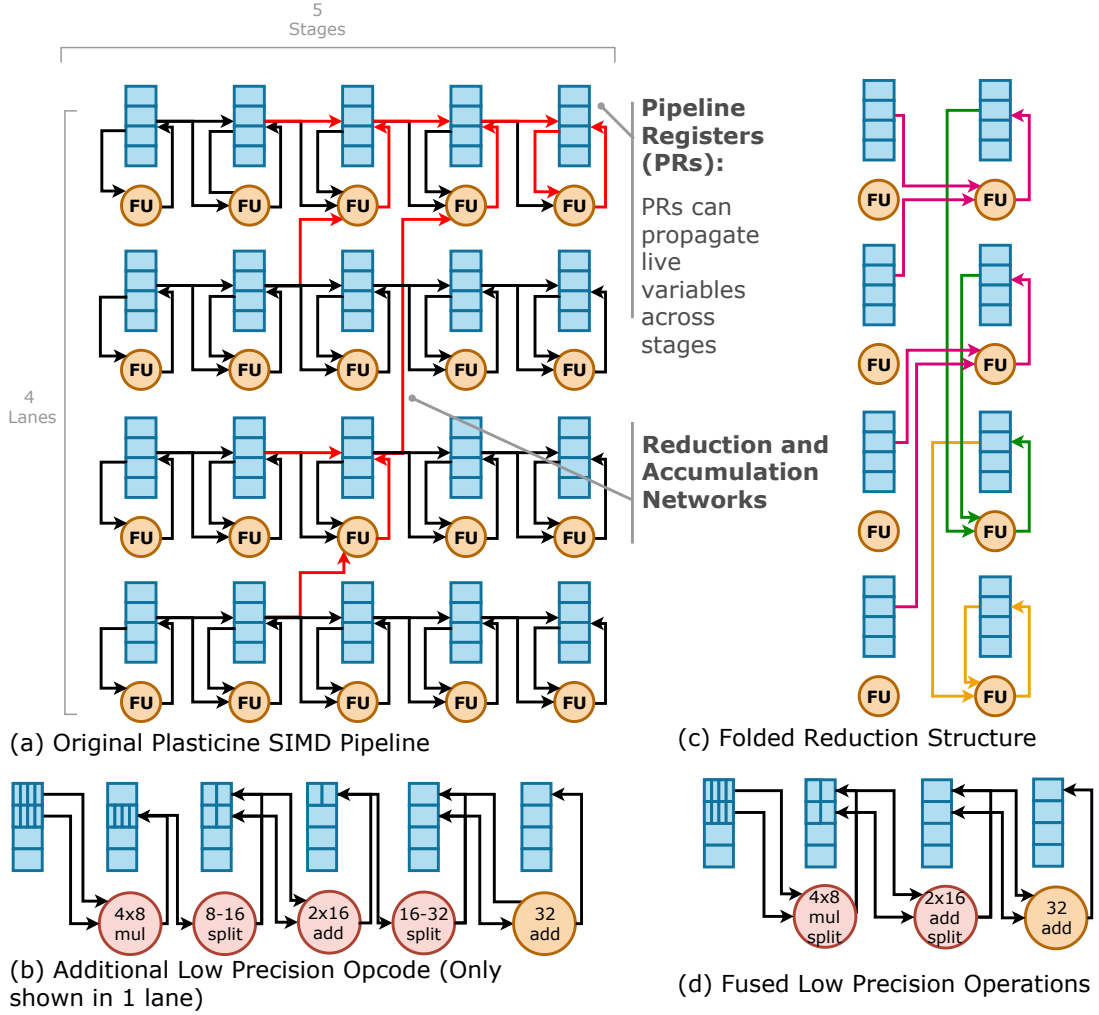 5
Stages
4
Lanes
FU FU FU FU FU
FU FU FU FU FU
FU FU FU FU FU
FU FU FU FU FU
Pipeline
Registers
(PRs):
PRs can
propagate
live
variables
across
stages
Reduction and
Accumulation
Networks
(a) Original Plasticine SIMD Pipeline
FU FU
FU FU
FU FU
FU FU
(c) Folded Reduction Structure
4x8
mul
8-16
split
2x16
add
16-32
split
32
add
(b) Additional Low Precision Opcode (Only
shown in 1 lane)
4x8
mul
split
2x16
add
split
32
add
(d) Fused Low Precision Operations